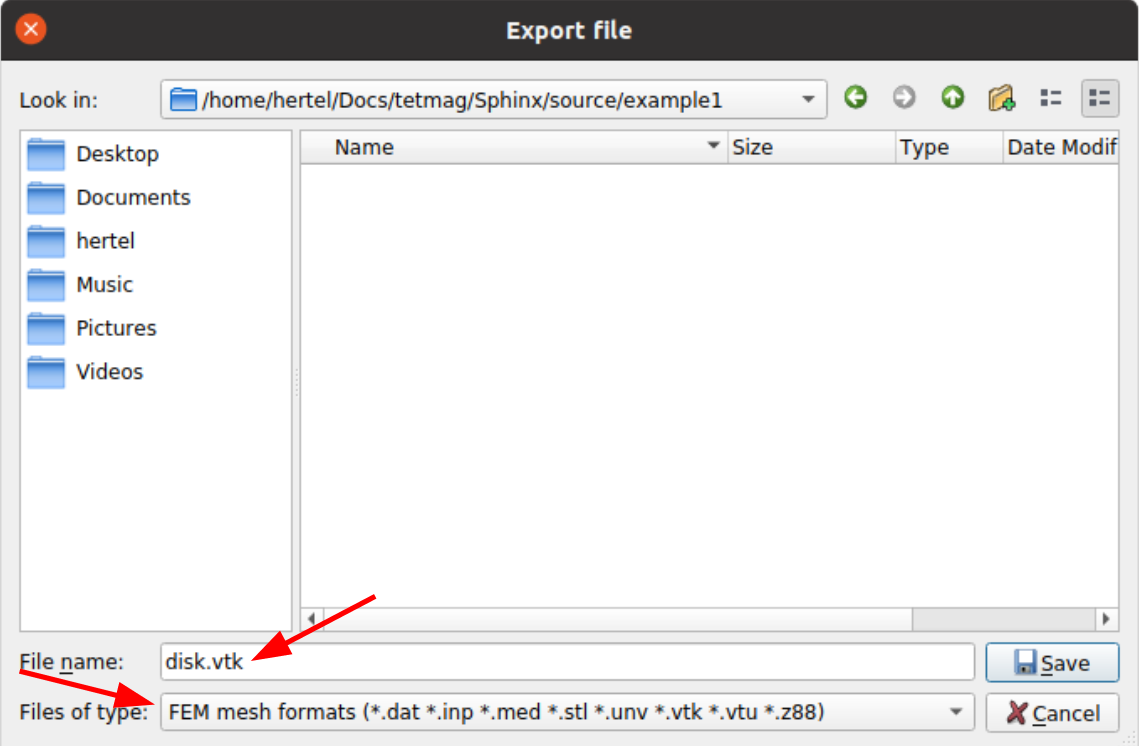 Export file
Look in: /home/hertel/Docs/tetmag/Sphinx/source/example1
Name Size Type Date Modif
Desktop
Documents
hertel
Music
Pictures
Videos
File name: disk.vtk Save
Files of type: FEM mesh formats (*.dat *.inp *.med *.stl *.unv *.vtk *.vtu *.z88) Cancel